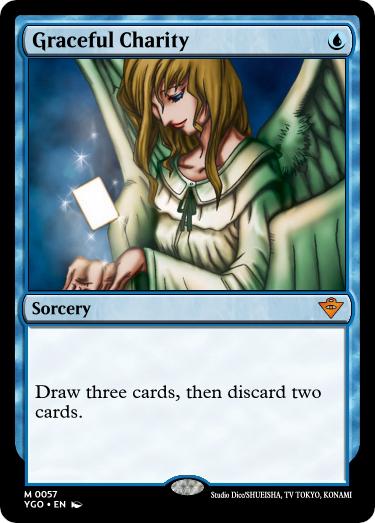 Graceful Charity
Sorcery
Draw three cards, then discard two
cards.
M 0057
YGO • EN
Studio Dice/SHUEISHA, TV TOKYO, KONAMI